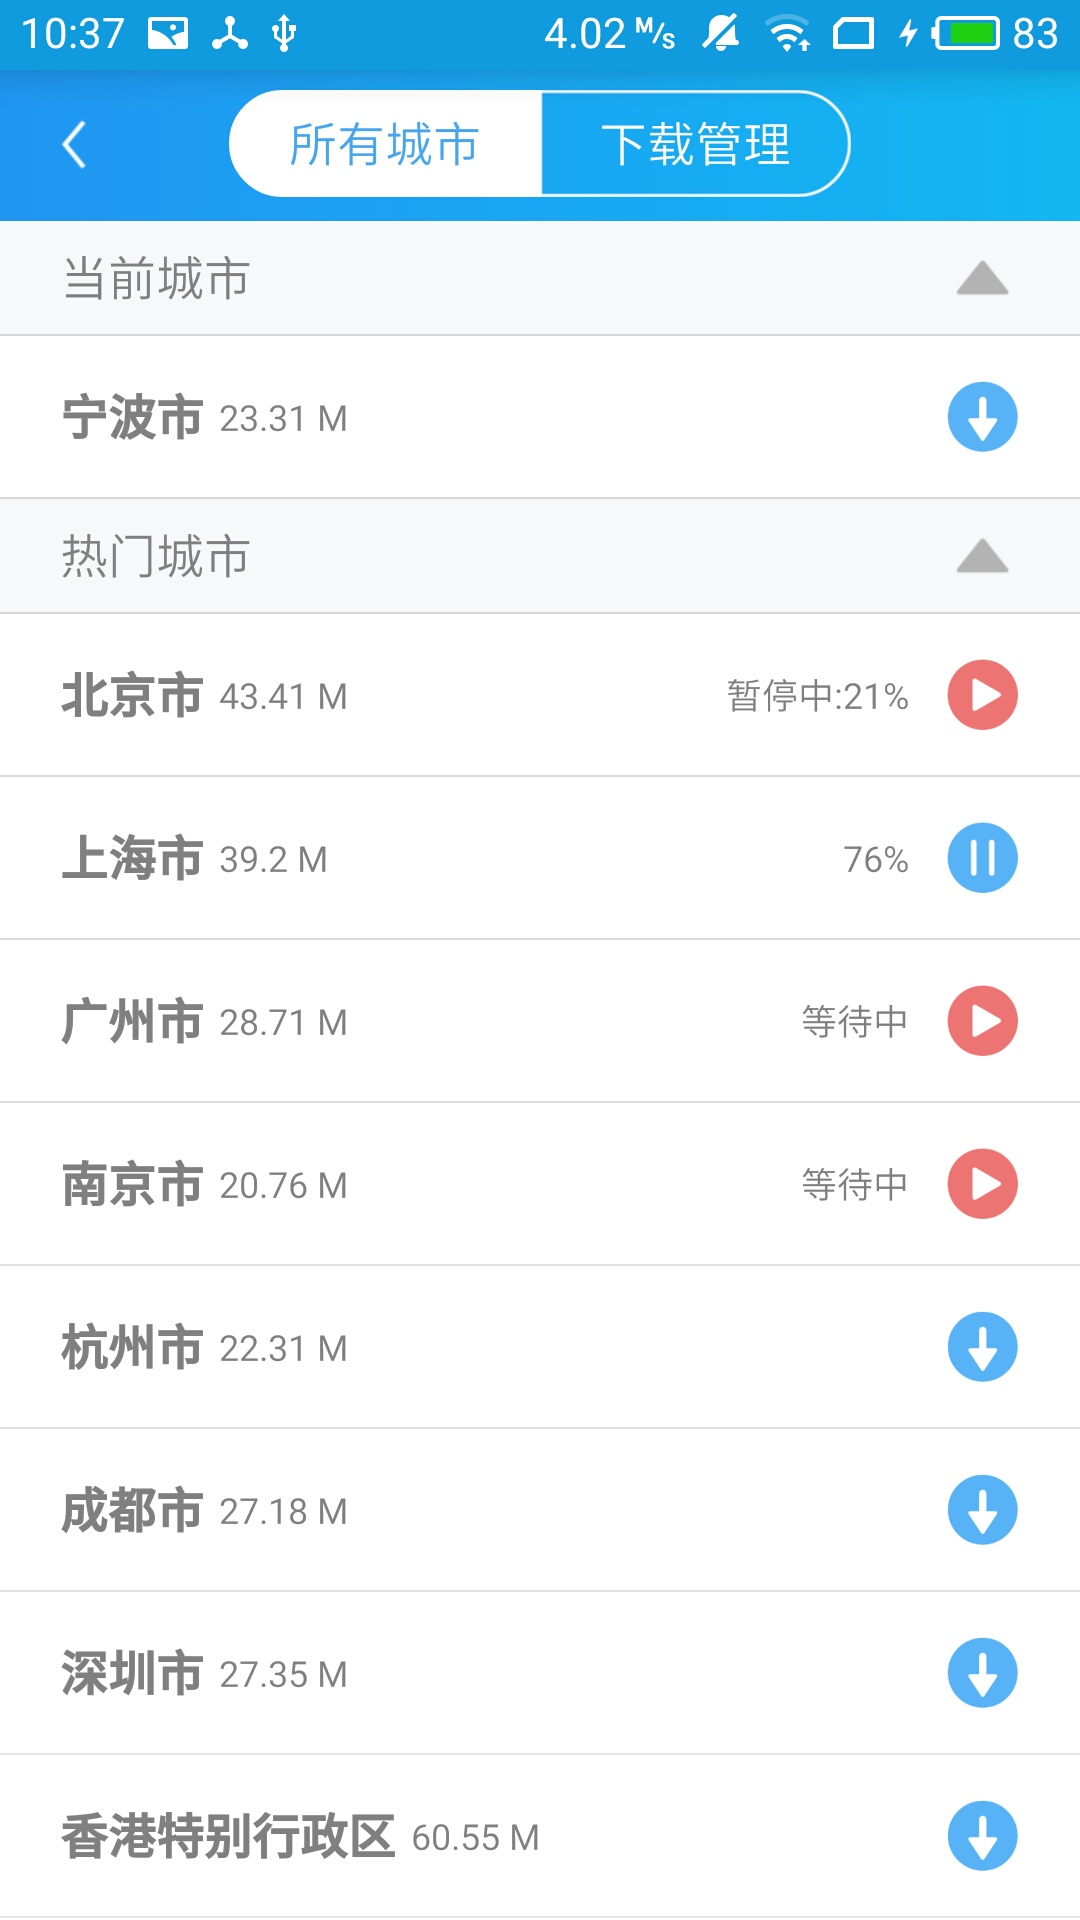 10:37 4.02 M/s 83
所有城市 下载管理
当前城市
宁波市 23.31 M
热门城市
北京市 43.41 M 暂停中:21%
上海市 39.2 M 76%
广州市 28.71 M 等待中
南京市 20.76 M 等待中
杭州市 22.31 M
成都市 27.18 M
深圳市 27.35 M
香港特别行政区 60.55 M